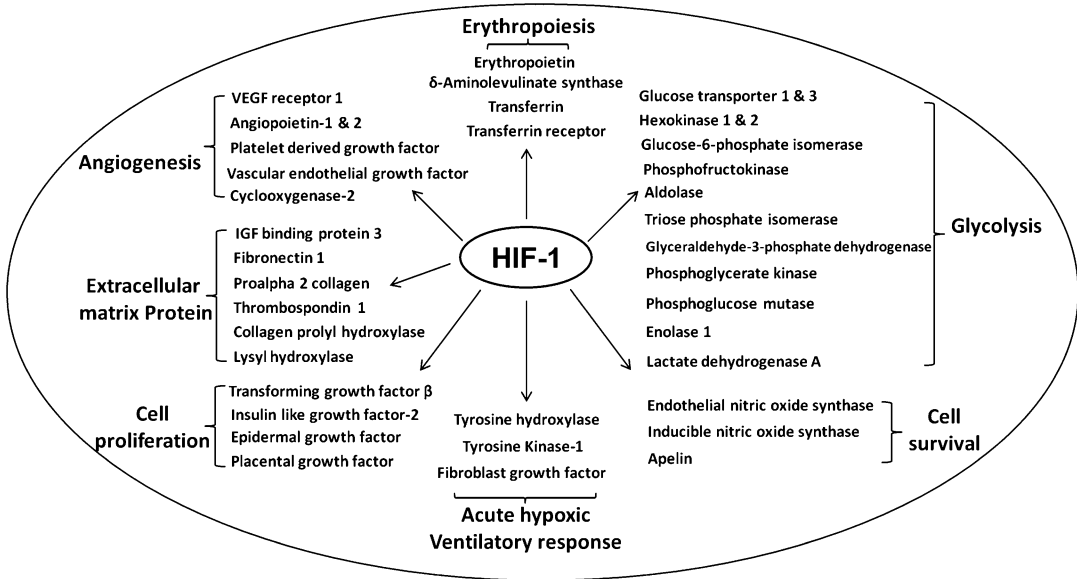 Erythropoiesis
Erythropoietin
δ-Aminolevulinate synthase
Transferrin
Transferrin receptor
Angiogenesis
VEGF receptor 1
Angiopoietin-1 & 2
Platelet derived growth factor
Vascular endothelial growth factor
Cyclooxygenase-2
Glucose transporter 1 & 3
Hexokinase 1 & 2
Glucose-6-phosphate isomerase
Phosphofructokinase
Aldolase
Triose phosphate isomerase
Glyceraldehyde-3-phosphate dehydrogenase
Phosphoglycerate kinase
Phosphoglucose mutase
Enolase 1
Lactate dehydrogenase A
Glycolysis
HIF-1
Extracellular
matrix Protein
IGF binding protein 3
Fibronectin 1
Proalpha 2 collagen
Thrombospondin 1
Collagen prolyl hydroxylase
Lysyl hydroxylase
Cell
proliferation
Transforming growth factor β
Insulin like growth factor-2
Epidermal growth factor
Placental growth factor
Tyrosine hydroxylase
Tyrosine Kinase-1
Fibroblast growth factor
Acute hypoxic
Ventilatory response
Endothelial nitric oxide synthase
Inducible nitric oxide synthase
Apelin
Cell
survival